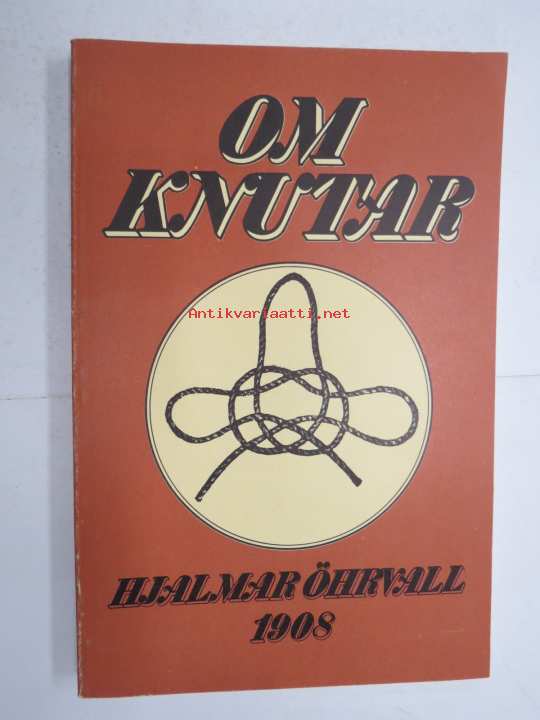 OM
KNUTAR
Antikvariaatti.net
HJALMAR ÖHRVALL
1908